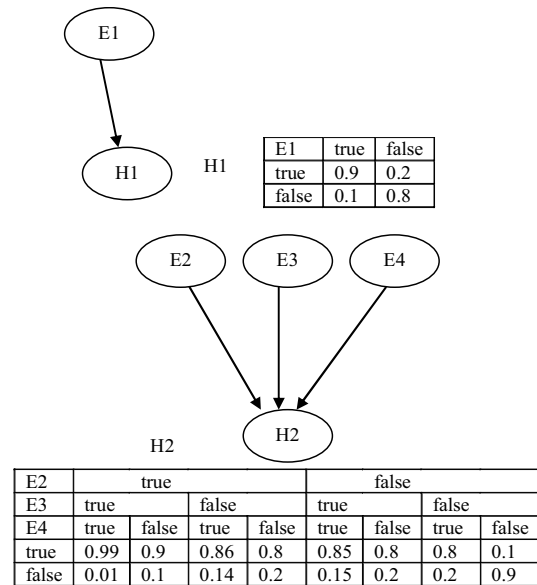 E1
H1
H1
E1 true false
true 0.9 0.2
false 0.1 0.8
E2 E3 E4
H2
H2
E2 true false
E3 true false true false
E4 true false true false true false true false
true 0.99 0.9 0.86 0.8 0.85 0.8 0.8 0.1
false 0.01 0.1 0.14 0.2 0.15 0.2 0.2 0.9